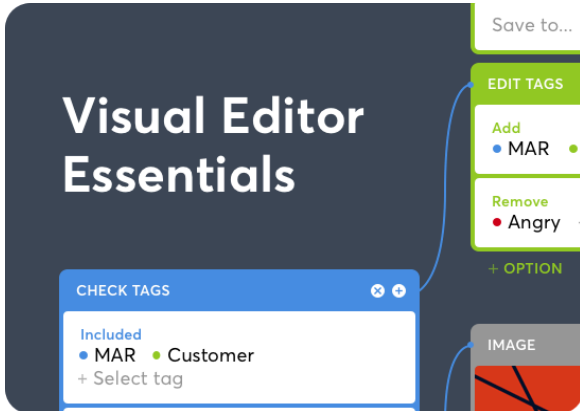 Save to...
Visual Editor
Essentials
EDIT TAGS
Add
MAR
Remove
Angry
+ OPTION
CHECK TAGS
Included
MAR Customer
+ Select tag
IMAGE